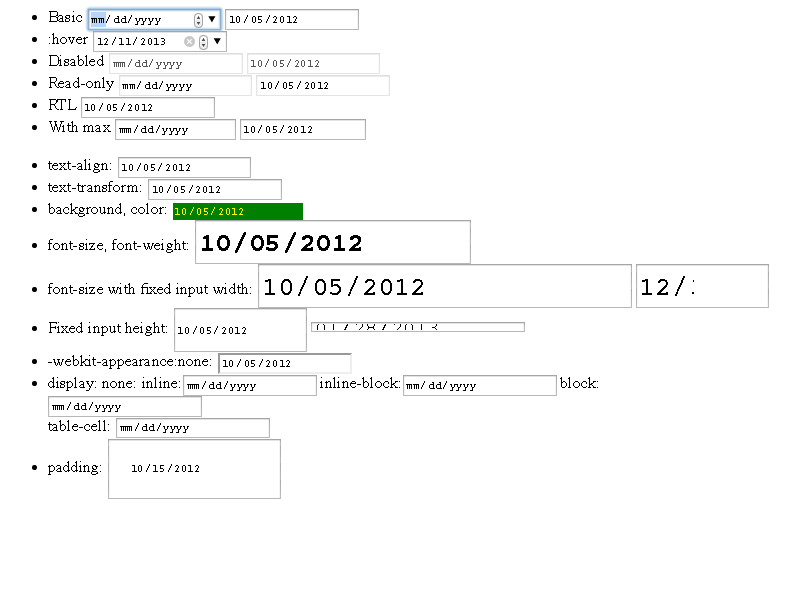 Basic mm/dd/yyyy 10/05/2012
:hover 12/11/2013
Disabled mm/dd/yyyy 10/05/2012
Read-only mm/dd/yyyy 10/05/2012
RTL 10/05/2012
With max mm/dd/yyyy 10/05/2012
text-align: 10/05/2012
text-transform: 10/05/2012
background, color: 10/05/2012
font-size, font-weight: 10/05/2012
font-size with fixed input width: 10/05/2012 12/
Fixed input height: 10/05/2012 01/28/2013
-webkit-appearance:none: 10/05/2012
display: none: inline: mm/dd/yyyy inline-block: mm/dd/yyyy block:
mm/dd/yyyy
table-cell: mm/dd/yyyy
padding: 10/15/2012